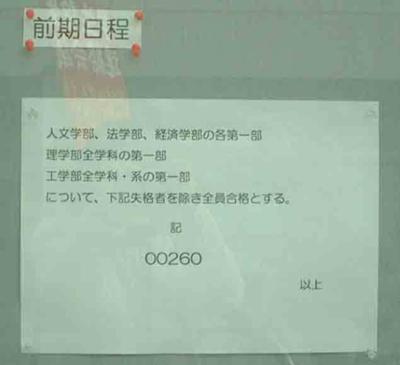 前期日程
人文学部、法学部、経済学部の各第一部
理学部全学科の第一部
工学部全学科・系の第一部
について、下記失格者を除き全員合格とする。
記
00260
以上